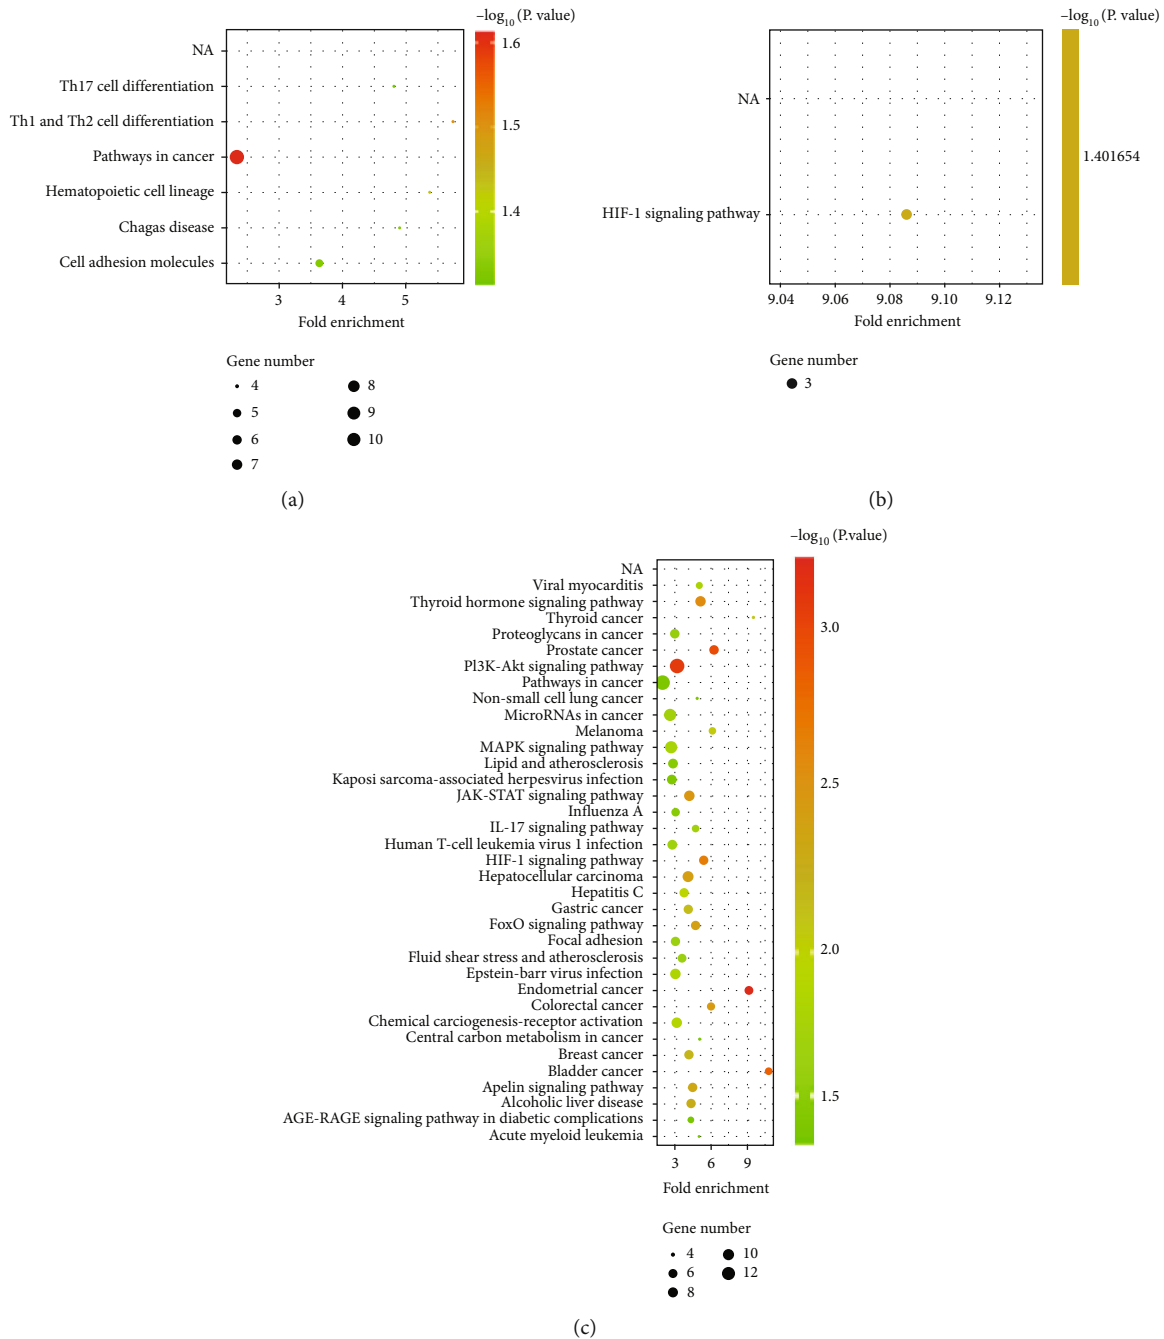 –log10 (P. value)
NA
Th17 cell differentiation
Th1 and Th2 cell differentiation
Pathways in cancer
Hematopoietic cell lineage
Chagas disease
Cell adhesion molecules
1.6
1.5
1.4
3 4 5
Fold enrichment
Gene number
4 8
5 9
6 10
7
(a)
–log10 (P. value)
NA
HIF-1 signaling pathway
1.401654
9.04 9.06 9.08 9.10 9.12
Fold enrichment
Gene number
3
(b)
–log10 (P.value)
NA
Viral myocarditis
Thyroid hormone signaling pathway
Thyroid cancer
Proteoglycans in cancer
Prostate cancer
Pl3K-Akt signaling pathway
Pathways in cancer
Non-small cell lung cancer
MicroRNAs in cancer
Melanoma
MAPK signaling pathway
Lipid and atherosclerosis
Kaposi sarcoma-associated herpesvirus infection
JAK-STAT signaling pathway
Influenza A
IL-17 signaling pathway
Human T-cell leukemia virus 1 infection
HIF-1 signaling pathway
Hepatocellular carcinoma
Hepatitis C
Gastric cancer
FoxO signaling pathway
Focal adhesion
Fluid shear stress and atherosclerosis
Epstein-barr virus infection
Endometrial cancer
Colorectal cancer
Chemical carciogenesis-receptor activation
Central carbon metabolism in cancer
Breast cancer
Bladder cancer
Apelin signaling pathway
Alcoholic liver disease
AGE-RAGE signaling pathway in diabetic complications
Acute myeloid leukemia
3.0
2.5
2.0
1.5
3 6 9
Fold enrichment
Gene number
4 10
6 12
8
(c)